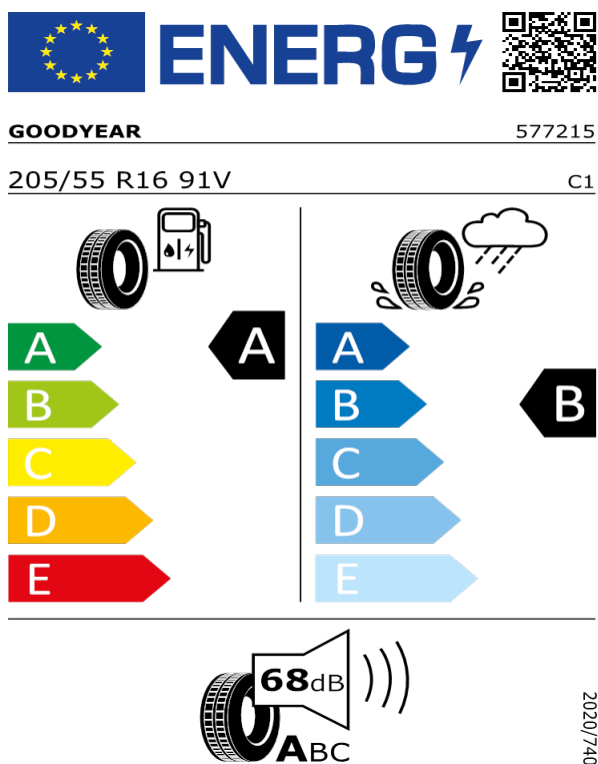 ENERG
GOODYEAR 577215
205/55 R16 91V C1
A A
B
C
D
E
A
B B
C
D
E
68dB
ABC
2020/740